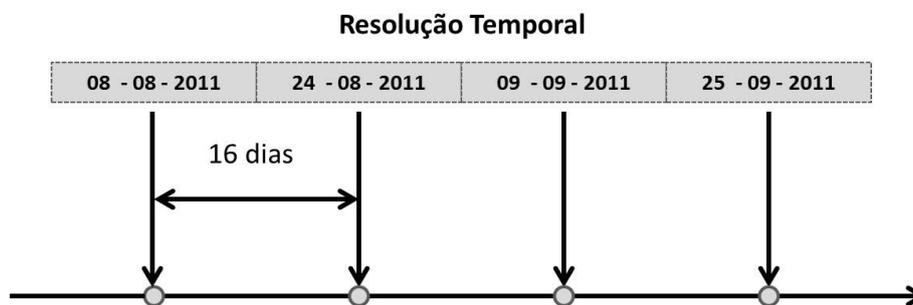 Resolução Temporal
08 - 08 - 2011 24 - 08 - 2011 09 - 09 - 2011 25 - 09 - 2011
16 dias